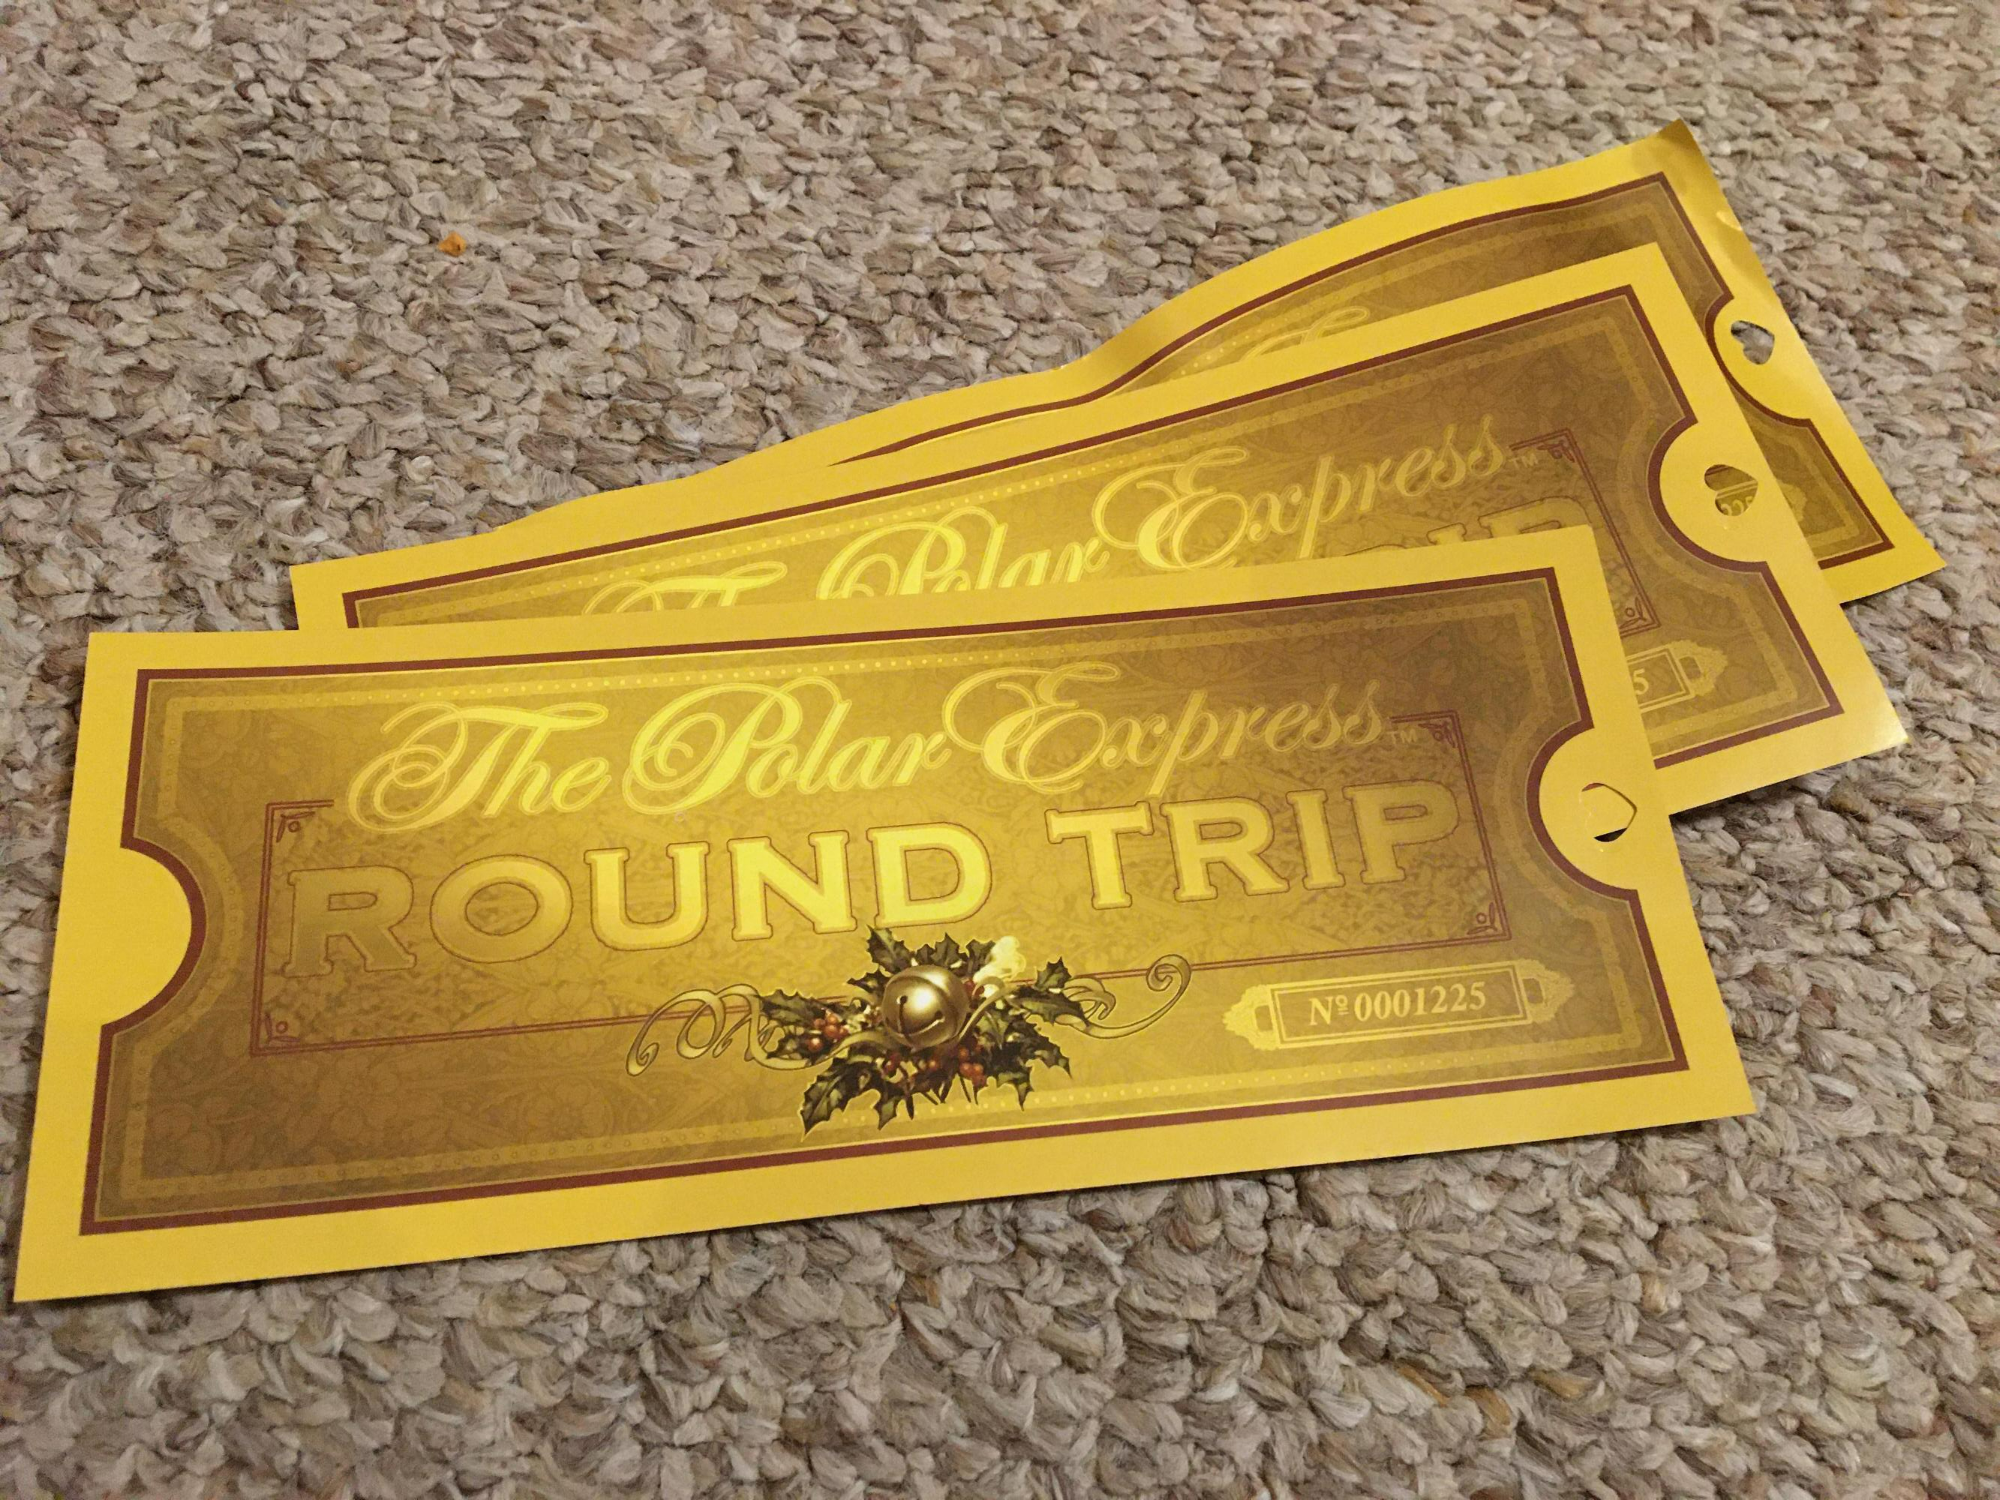 The Polar Express™
The Polar Express™
ROUND TRIP
Nº 0001225